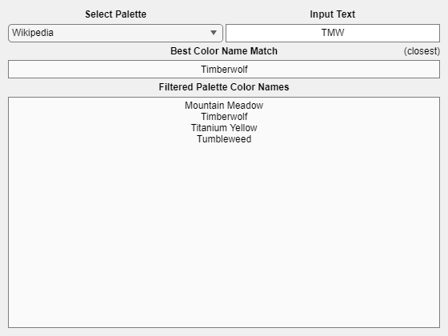 Select Palette
Input Text
Wikipedia
TMW
Best Color Name Match
(closest)
Timberwolf
Filtered Palette Color Names
Mountain Meadow
Timberwolf
Titanium Yellow
Tumbleweed